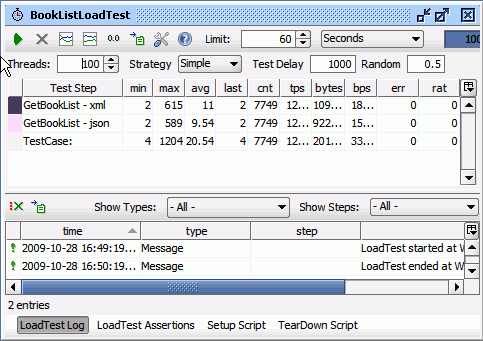 BookListLoadTest
0.0 Limit: 60 Seconds 100
Threads: 100 Strategy Simple Test Delay 1000 Random 0.5
Test Step min max avg last cnt tps bytes bps err rat
GetBookList - xml 2 615 11 2 7749 12... 109... 18... 0 0
GetBookList - json 2 589 9.54 2 7749 12... 922... 15... 0 0
TestCase: 4 1204 20.54 4 7749 12... 201... 33... 0 0
Show Types: - All - Show Steps: - All -
time type step
2009-10-28 16:49:19... Message LoadTest started at W
2009-10-28 16:50:19... Message LoadTest ended at W
2 entries
LoadTest Log LoadTest Assertions Setup Script TearDown Script